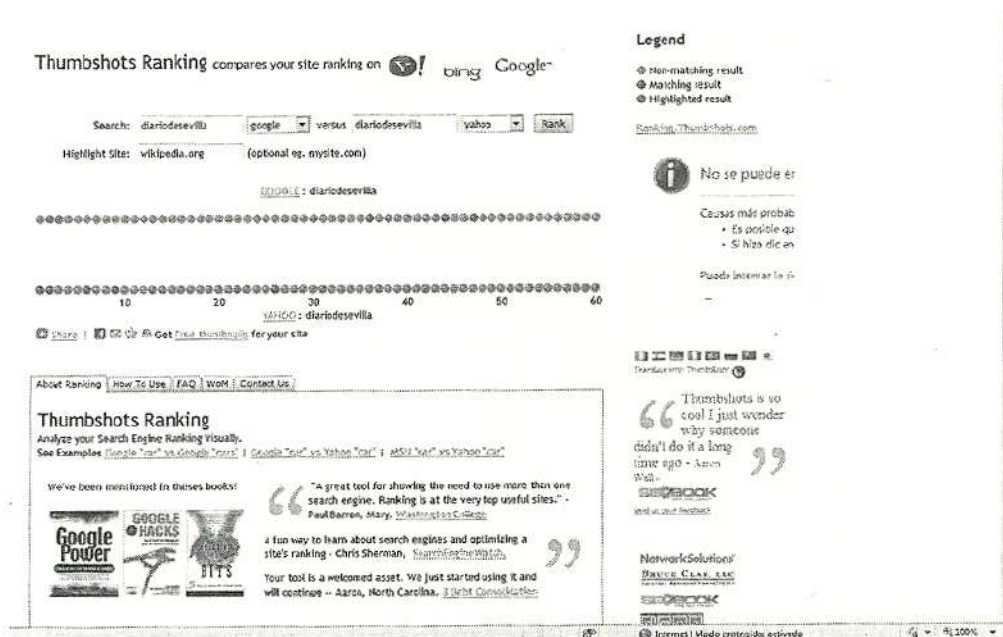 Thumbshots Ranking compares your site ranking on Y! bing Google™
Search: diariodesevilla google versus diariodesevilla yahoo Rank
Highlight Site: wikipedia.org (optional eg. mysite.com)
GOOGLE : diariodesevilla
10 20 30 40 50 60
YAHOO : diariodesevilla
Share | Get free thumbnails for your site
About Ranking How To Use FAQ WoM Contact Us
Thumbshots Ranking
Analyze your Search Engine Ranking Visually.
See Examples Google "car" vs Google "cars" | Google "car" vs Yahoo "car" | MSN "car" vs Yahoo "car"
We've been mentioned in theses books!
Google Power
GOOGLE HACKS
BITS
"A great tool for showing the need to use more than one
search engine. Ranking is at the very top useful sites." -
Paul Barron, Mary, Washington College
a fun way to learn about search engines and optimizing a
site's ranking - Chris Sherman, SearchEngineWatch.
Your tool is a welcomed asset. We just started using it and
will continue -- Aaron, North Carolina.
Legend
Non-matching result
Matching result
Highlighted result
Ranking.Thumbshots.com
No se puede er
Causas más probab
• Es posible qu
• Si hizo clic en
Puede intentar lo
Thumbshots is so
cool I just wonder
why someone
didn't do it a long
time ago - Aaron
Wall -
SEOBOOK
send us your feedback
NetworkSolutions
BRUCE CLAY, LLC
SEOBOOK
Internet | Modo protegido: activado
100%